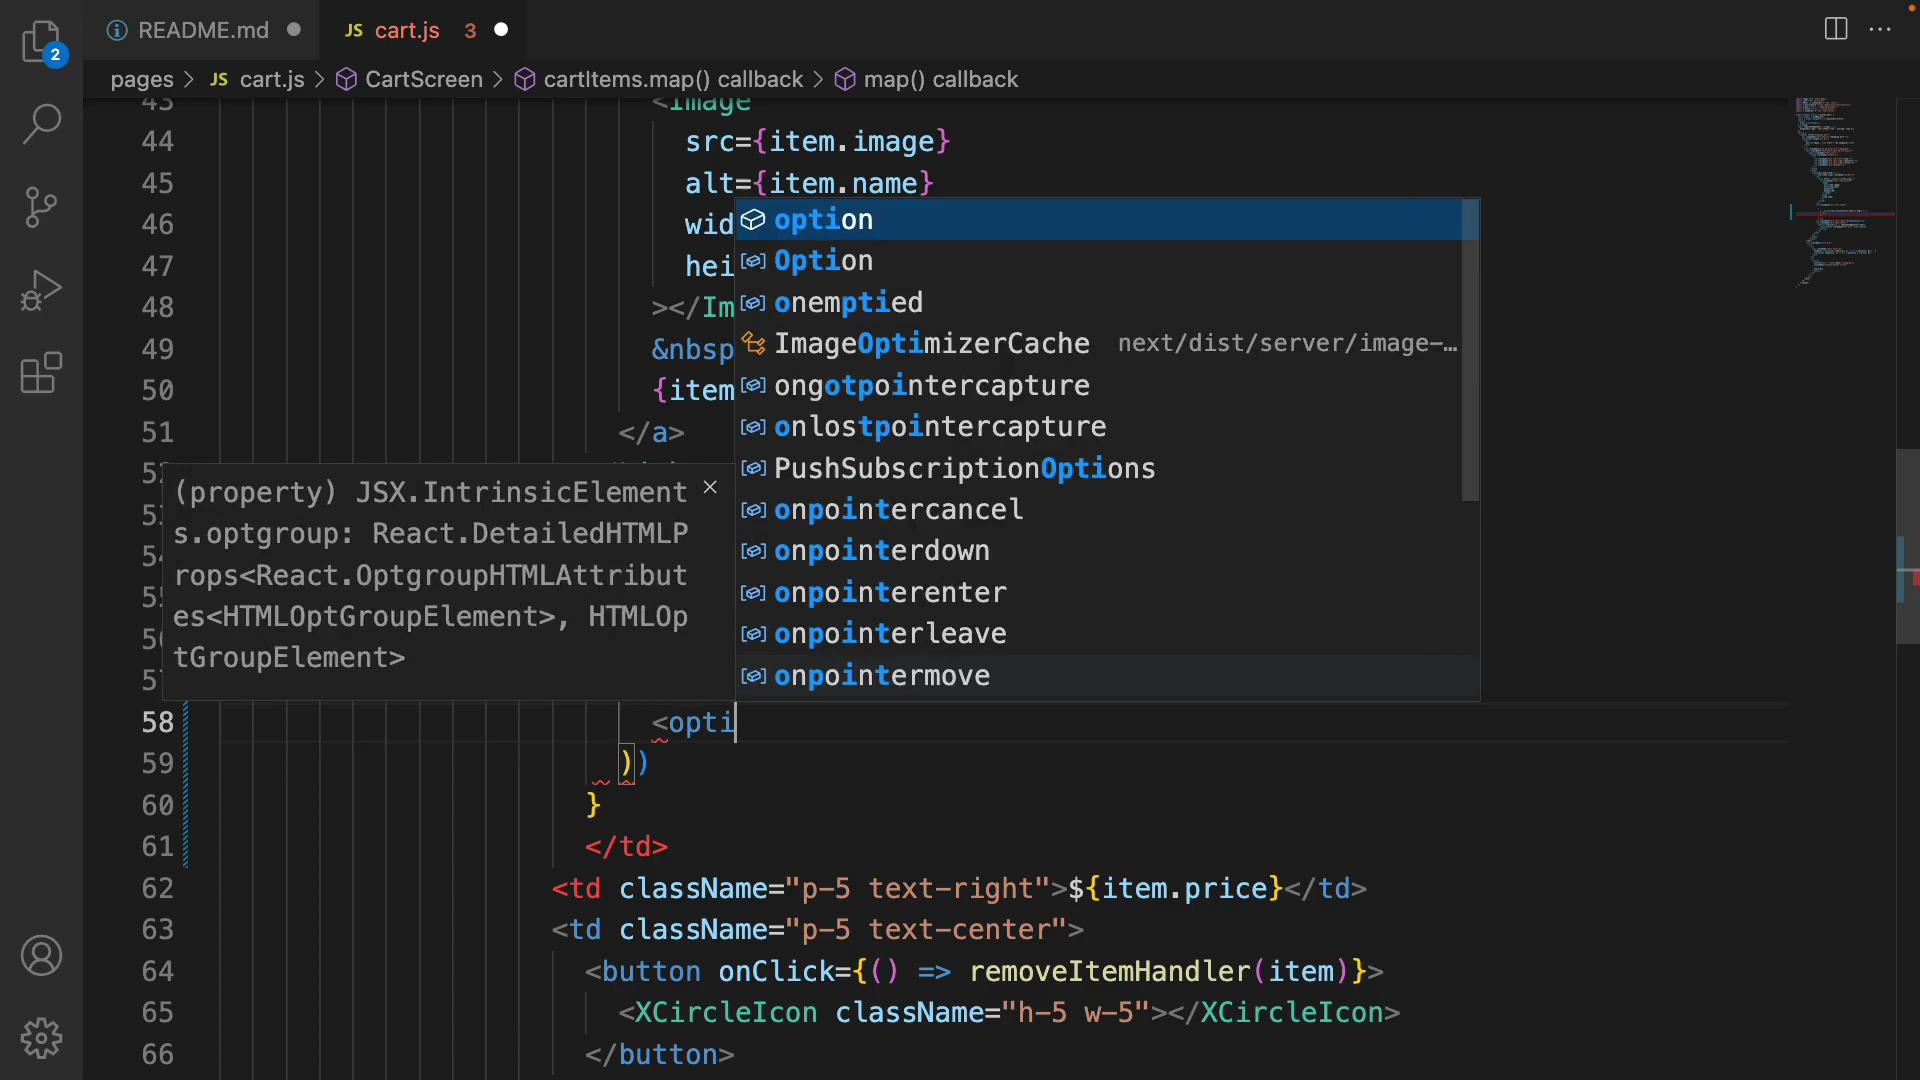 README.md
JS cart.js 3
2
pages > JS cart.js > CartScreen > cartItems.map() callback > map() callback
43 <Image
44 src={item.image}
45 alt={item.name}
46 wid
47 hei
48 ></Im
49 &nbsp
50 {item
51 </a>
option
Option
onemptied
ImageOptimizerCache next/dist/server/image-…
ongotpointercapture
onlostpointercapture
PushSubscriptionOptions
onpointercancel
onpointerdown
onpointerenter
onpointerleave
onpointermove
(property) JSX.IntrinsicElement
s.optgroup: React.DetailedHTMLP
rops<React.OptgroupHTMLAttribut
es<HTMLOptGroupElement>, HTMLOp
tGroupElement>
58 <opti
59 ))
60 }
61 </td>
62 <td className="p-5 text-right">${item.price}</td>
63 <td className="p-5 text-center">
64 <button onClick={() => removeItemHandler(item)}>
65 <XCircleIcon className="h-5 w-5"></XCircleIcon>
66 </button>